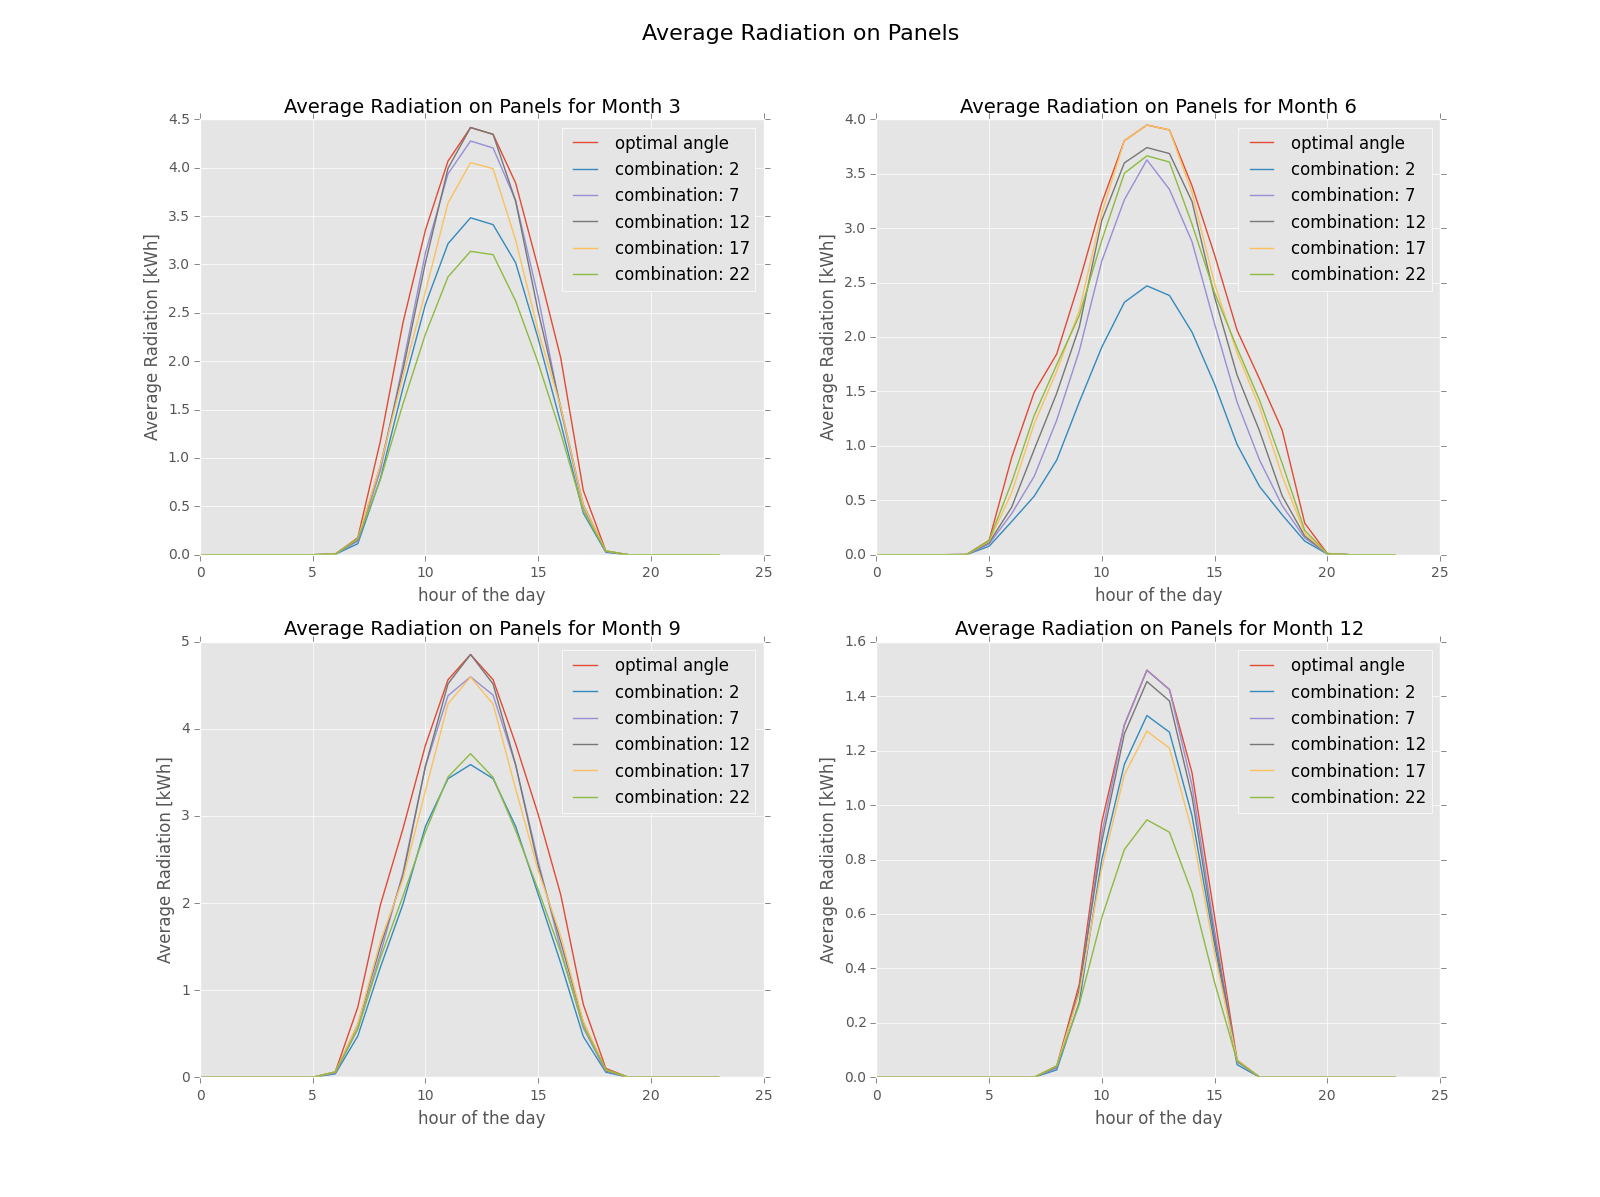 Average Radiation on Panels
Average Radiation on Panels for Month 3
4.5
4.0
3.5
3.0
2.5
2.0
1.5
1.0
0.5
0.0
Average Radiation [kWh]
optimal angle
combination: 2
combination: 7
combination: 12
combination: 17
combination: 22
0 5 10 15 20 25
hour of the day
Average Radiation on Panels for Month 6
4.0
3.5
3.0
2.5
2.0
1.5
1.0
0.5
0.0
Average Radiation [kWh]
optimal angle
combination: 2
combination: 7
combination: 12
combination: 17
combination: 22
0 5 10 15 20 25
hour of the day
Average Radiation on Panels for Month 9
5
4
3
2
1
0
Average Radiation [kWh]
optimal angle
combination: 2
combination: 7
combination: 12
combination: 17
combination: 22
0 5 10 15 20 25
hour of the day
Average Radiation on Panels for Month 12
1.6
1.4
1.2
1.0
0.8
0.6
0.4
0.2
0.0
Average Radiation [kWh]
optimal angle
combination: 2
combination: 7
combination: 12
combination: 17
combination: 22
0 5 10 15 20 25
hour of the day